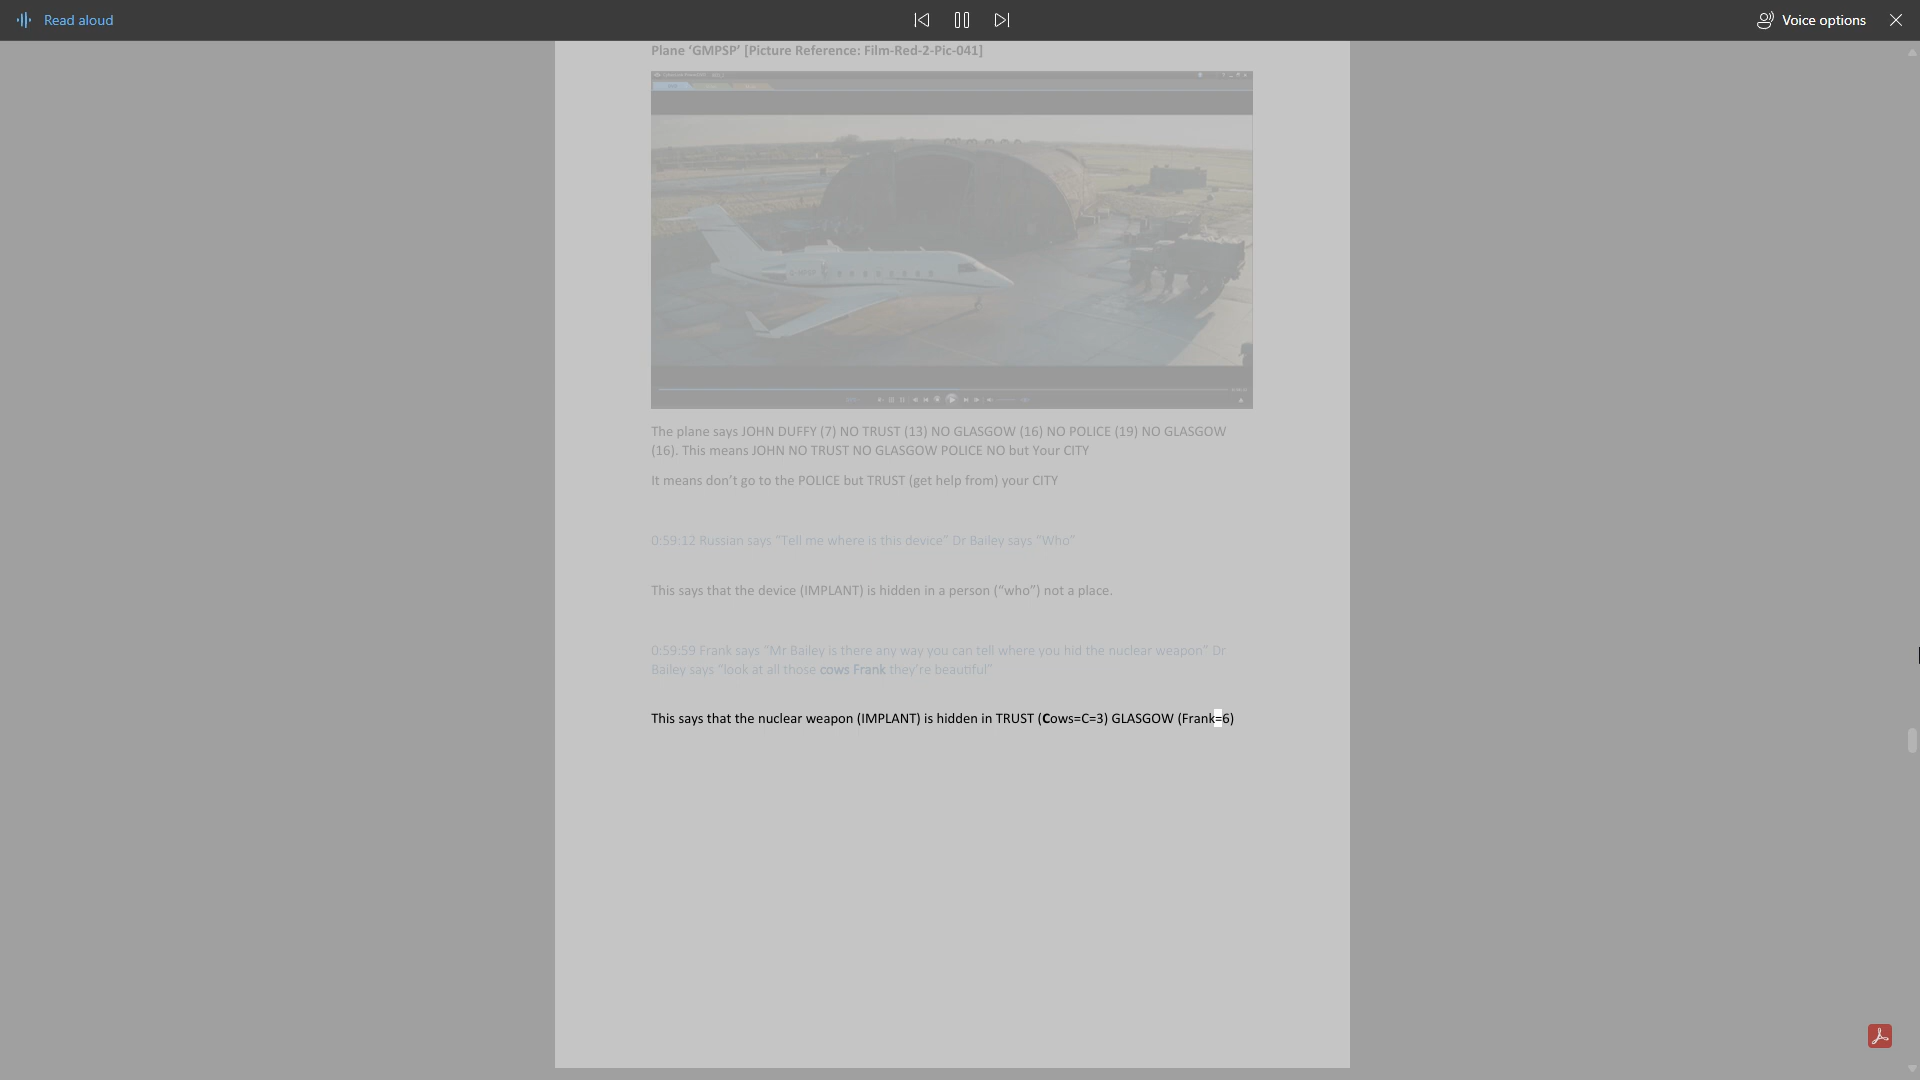 Read aloud
Voice options
Plane ‘GMPSP’ [Picture Reference: Film-Red-2-Pic-041]
The plane says JOHN DUFFY (7) NO TRUST (13) NO GLASGOW (16) NO POLICE (19) NO GLASGOW
(16). This means JOHN NO TRUST NO GLASGOW POLICE NO but Your CITY
It means don’t go to the POLICE but TRUST (get help from) your CITY
0:59:12 Russian says “Tell me where is this device” Dr Bailey says “Who”
This says that the device (IMPLANT) is hidden in a person (“who”) not a place.
0:59:59 Frank says “Mr Bailey is there any way you can tell where you hid the nuclear weapon” Dr
Bailey says “look at all those cows Frank they’re beautiful”
This says that the nuclear weapon (IMPLANT) is hidden in TRUST (Cows=C=3) GLASGOW (Frank=6)